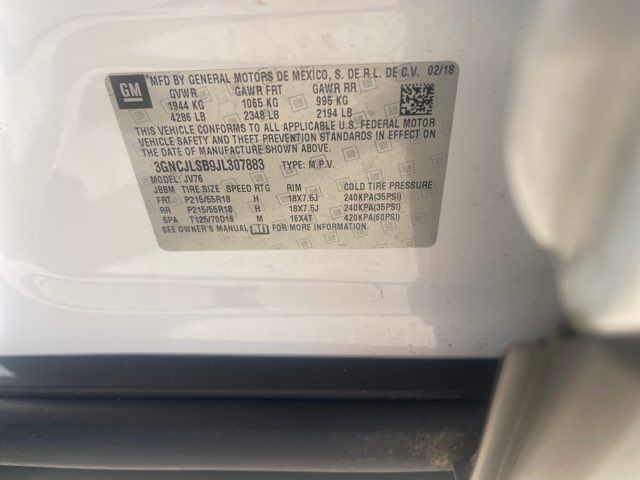 GM
MFD BY GENERAL MOTORS DE MEXICO, S. DE R.L. DE C.V. 02/18
GVWR GAWR FRT GAWR RR
1944 KG 1065 KG 995 KG
4286 LB 2348 LB 2194 LB
THIS VEHICLE CONFORMS TO ALL APPLICABLE U.S. FEDERAL MOTOR
VEHICLE SAFETY AND THEFT PREVENTION STANDARDS IN EFFECT ON THE
DATE OF MANUFACTURE SHOWN ABOVE.
3GNCJLSB9JL307883 TYPE: M.P.V.
MODEL: JV76
JBBM TIRE SIZE SPEED RTG RIM COLD TIRE PRESSURE
FRT P215/55R18 H 18X7.5J 240KPA(35PSI)
RR P215/55R18 H 18X7.5J 240KPA(35PSI)
SPA T125/70D16 M 16X4T 420KPA(60PSI)
SEE OWNER'S MANUAL FOR MORE INFORMATION.